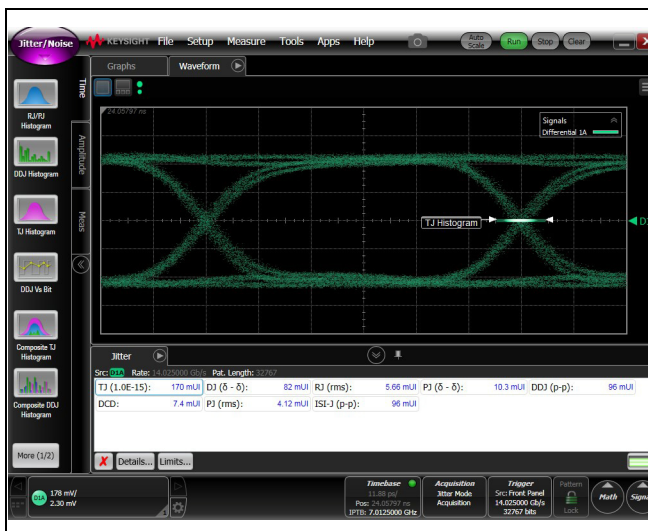 Jitter/Noise
KEYSIGHT File Setup Measure Tools Apps Help
Auto Scale Run Stop Clear
Graphs Waveform
Time
Amplitude
Meas
RJ/PJ
Histogram
DDJ Histogram
TJ Histogram
DDJ Vs Bit
Composite TJ
Histogram
Composite DDJ
Histogram
More (1/2)
24.05797 ns
Signals
Differential 1A
TJ Histogram
Jitter
Src: D1A Rate: 14.025000 Gb/s Pat. Length: 32767
TJ (1.0E-15): 170 mUI DJ (δ - δ): 82 mUI RJ (rms): 5.66 mUI PJ (δ - δ): 10.3 mUI DDJ (p-p): 96 mUI
DCD: 7.4 mUI PJ (rms): 4.12 mUI ISI-J (p-p): 96 mUI
Details... Limits...
D1A 178 mV/
2.30 mV
1
Timebase
11.88 ps/
Pos: 24.05797 ns
IPTB: 7.0125000 GHz
Acquisition
Jitter Mode
Acquisition
Trigger
Src: Front Panel
14.025000 Gb/s
32767 bits
Pattern
Lock
Math